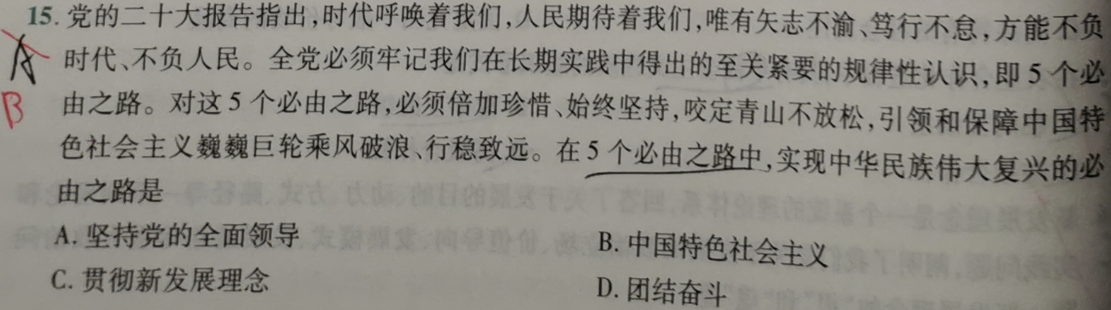 15. 党的二十大报告指出,时代呼唤着我们,人民期待着我们,唯有矢志不渝、笃行不怠,方能不负
A
时代、不负人民。全党必须牢记我们在长期实践中得出的至关紧要的规律性认识,即 5 个必
B
由之路。对这 5 个必由之路,必须倍加珍惜、始终坚持,咬定青山不放松,引领和保障中国特
色社会主义巍巍巨轮乘风破浪、行稳致远。在 5 个必由之路中,实现中华民族伟大复兴的必
由之路是
A. 坚持党的全面领导
B. 中国特色社会主义
C. 贯彻新发展理念
D. 团结奋斗